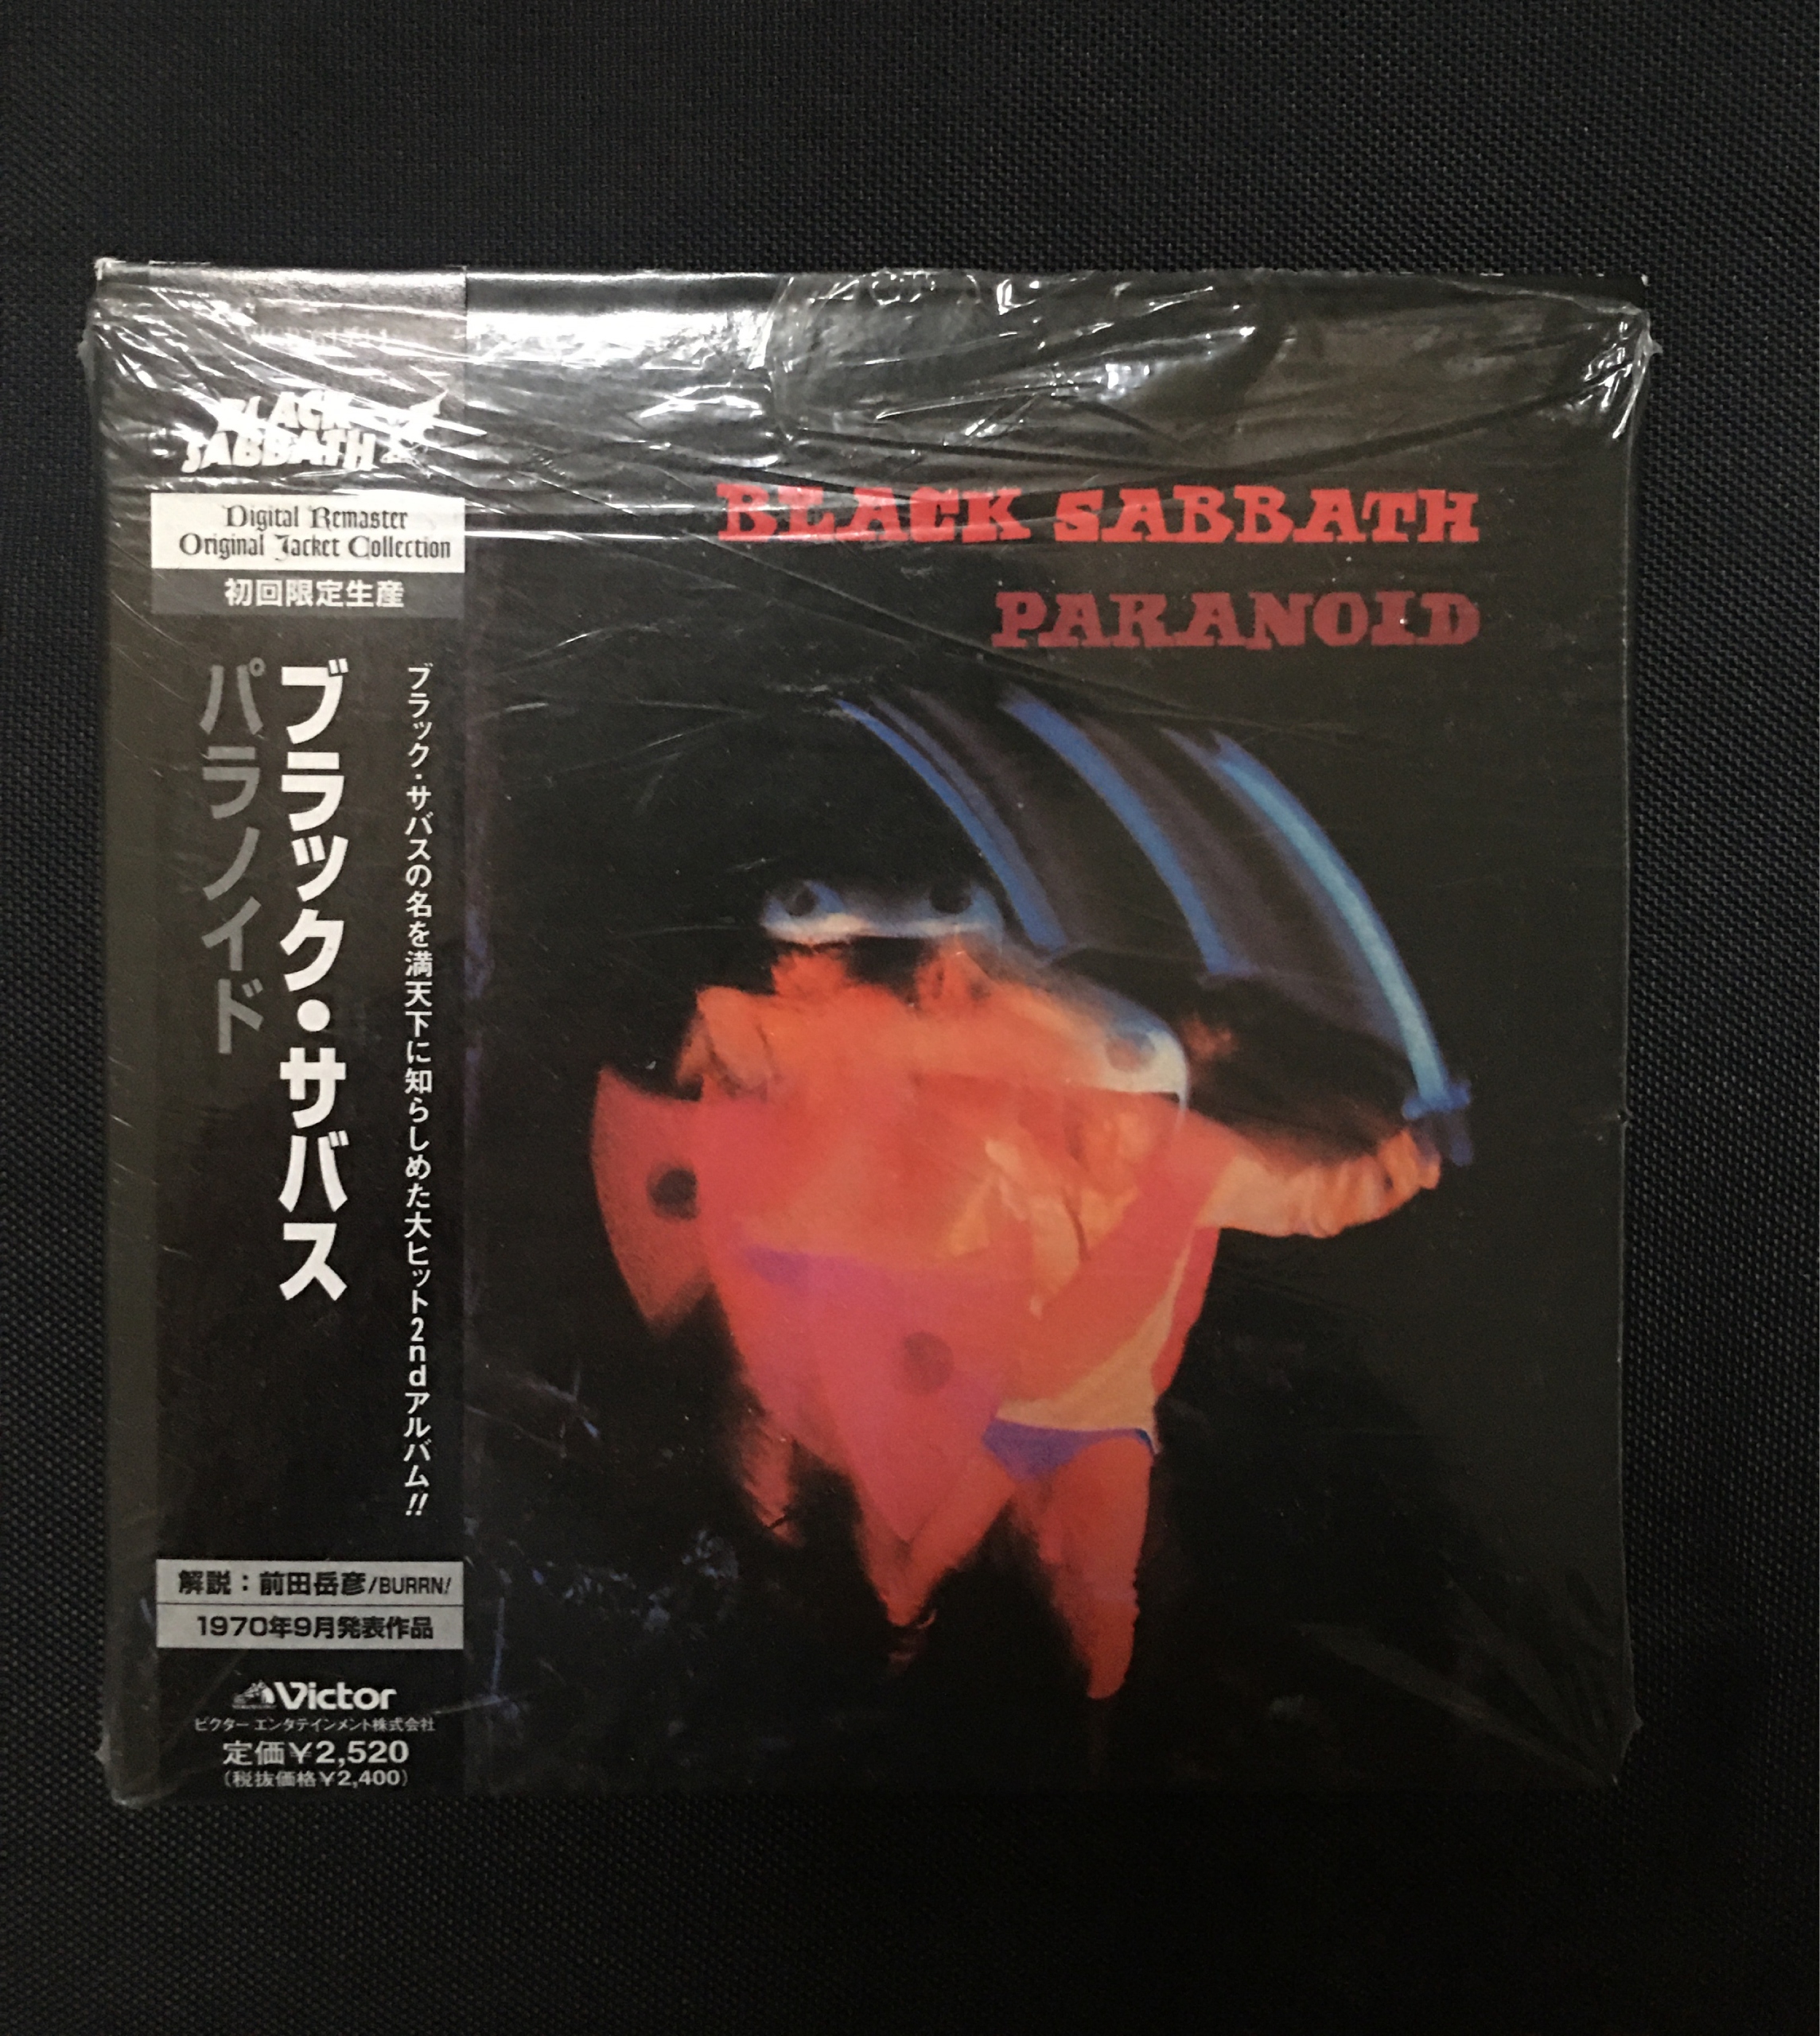 BLACK
SABBATH
Digital Remaster
Original Jacket Collection
初回限定生産
ブラック・サバスの名を満天下に知らしめた大ヒット2ndアルバム!!
ブラック・サバス
パラノイド
解説：前田岳彦/BURRN!
1970年9月発表作品
Victor
ビクター エンタテインメント株式会社
定価￥2,520
(税抜価格￥2,400)
BLACK SABBATH
PARANOID